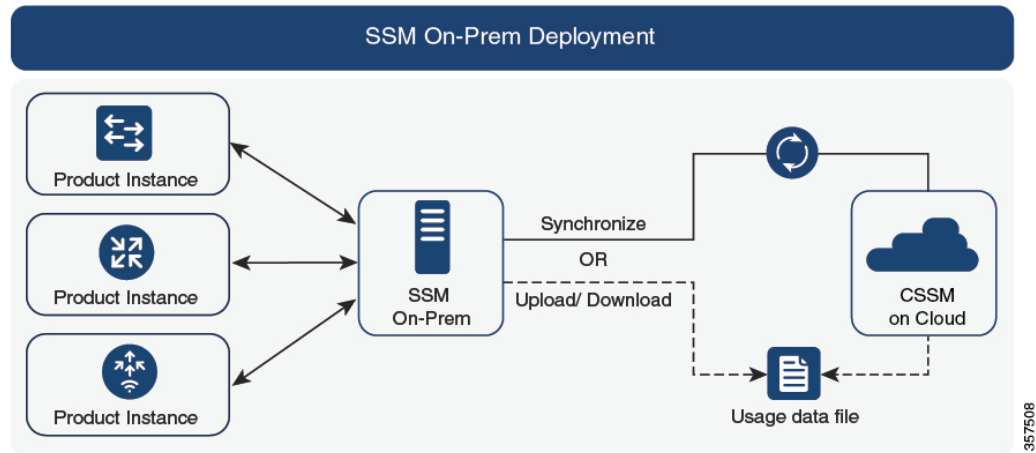 SSM On-Prem Deployment
Product Instance
Product Instance
Product Instance
SSM
On-Prem
Synchronize
OR
Upload/ Download
CSSM
on Cloud
Usage data file
357508